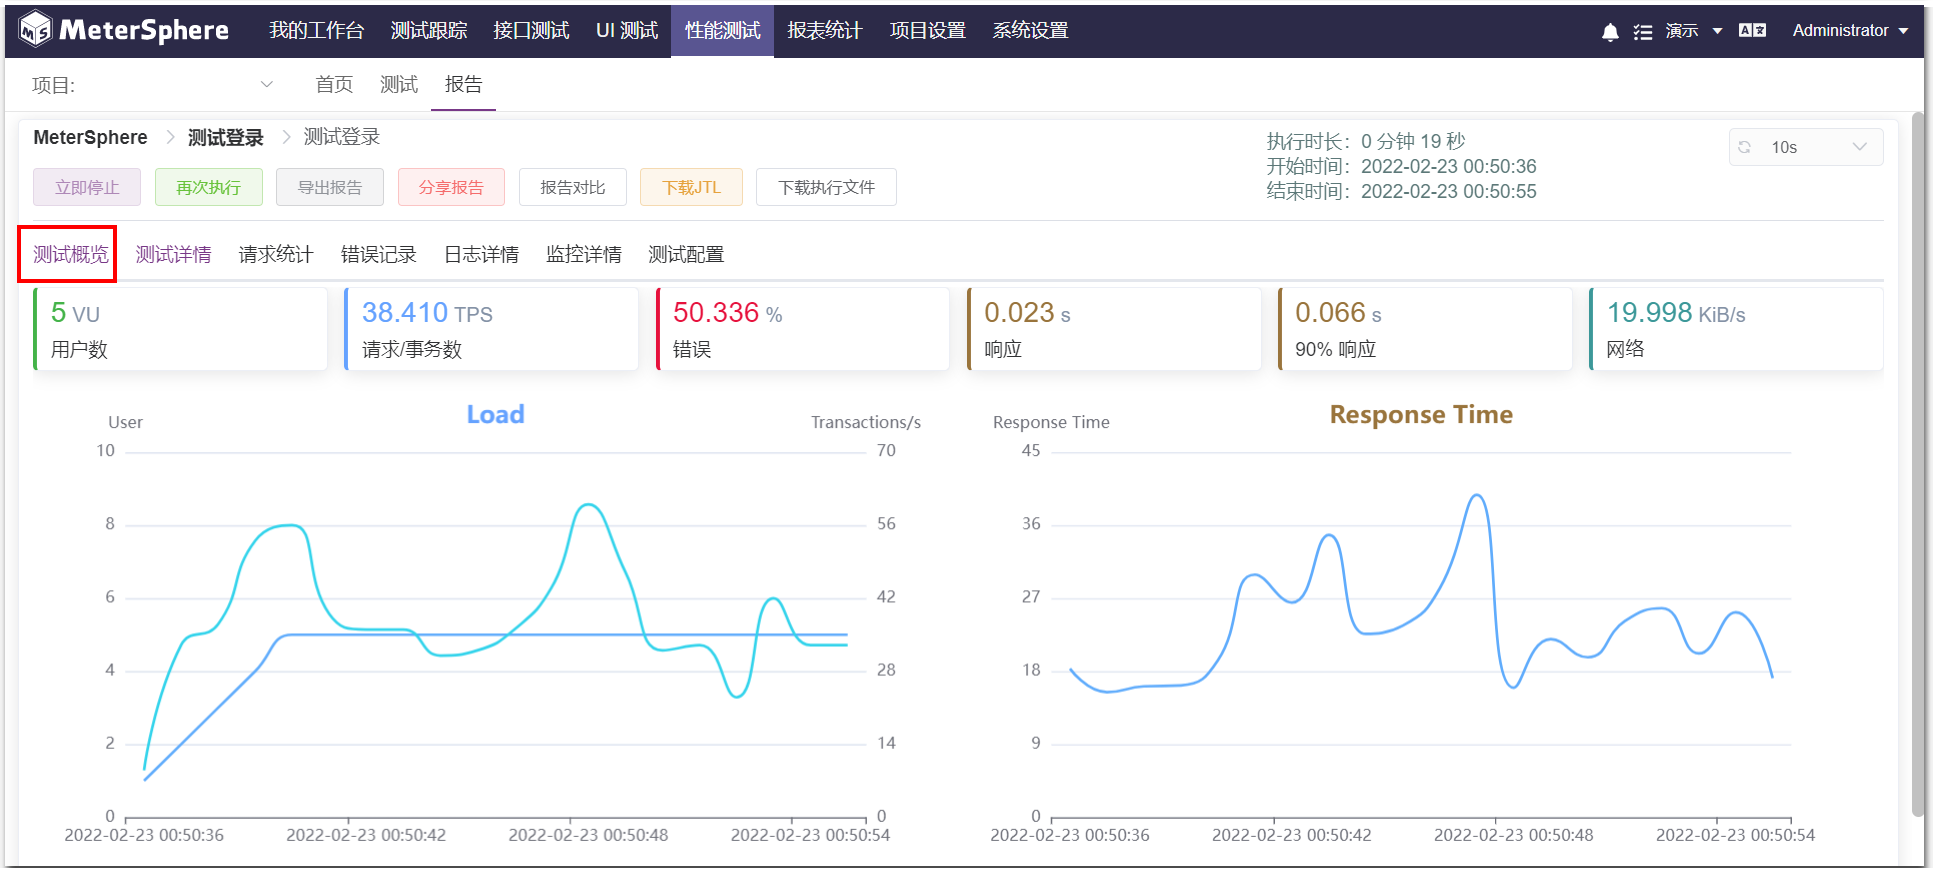 MeterSphere 我的工作台 测试跟踪 接口测试 UI 测试 性能测试 报表统计 项目设置 系统设置 演示 Administrator
项目: 首页 测试 报告
MeterSphere 测试登录 测试登录
执行时长： 0 分钟 19 秒
开始时间： 2022-02-23 00:50:36
结束时间： 2022-02-23 00:50:55
10s
立即停止 再次执行 导出报告 分享报告 报告对比 下载JTL 下载执行文件
测试概览 测试详情 请求统计 错误记录 日志详情 监控详情 测试配置
5 VU
用户数
38.410 TPS
请求/事务数
50.336 %
错误
0.023 s
响应
0.066 s
90% 响应
19.998 KiB/s
网络
Load
User
Transactions/s
10
8
6
4
2
0
70
56
42
28
14
0
2022-02-23 00:50:36 2022-02-23 00:50:42 2022-02-23 00:50:48 2022-02-23 00:50:54
Response Time
Response Time
45
36
27
18
9
0
2022-02-23 00:50:36 2022-02-23 00:50:42 2022-02-23 00:50:48 2022-02-23 00:50:54